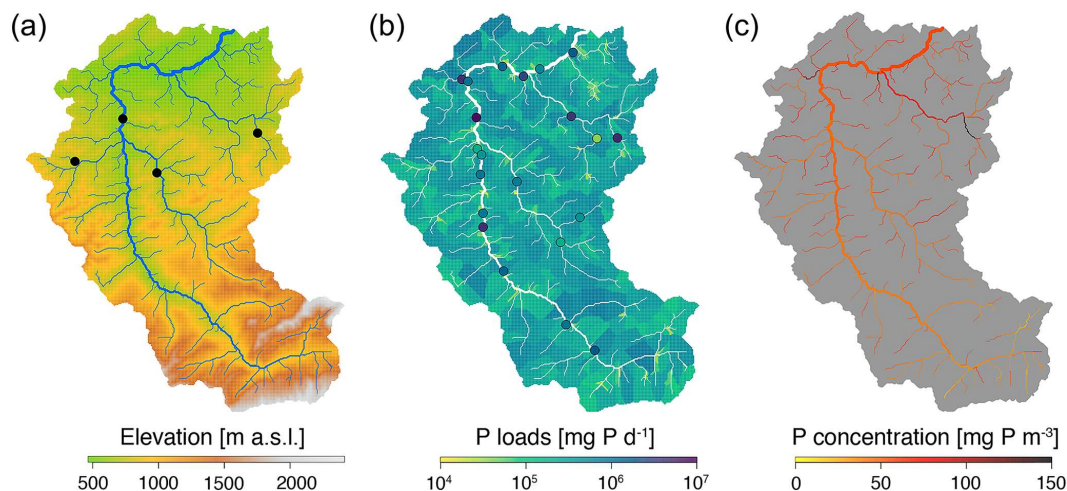 (a) (b) (c)
Elevation [m a.s.l.] P loads [mg P d⁻¹] P concentration [mg P m⁻³]
500 1000 1500 2000 10⁴ 10⁵ 10⁶ 10⁷ 0 50 100 150